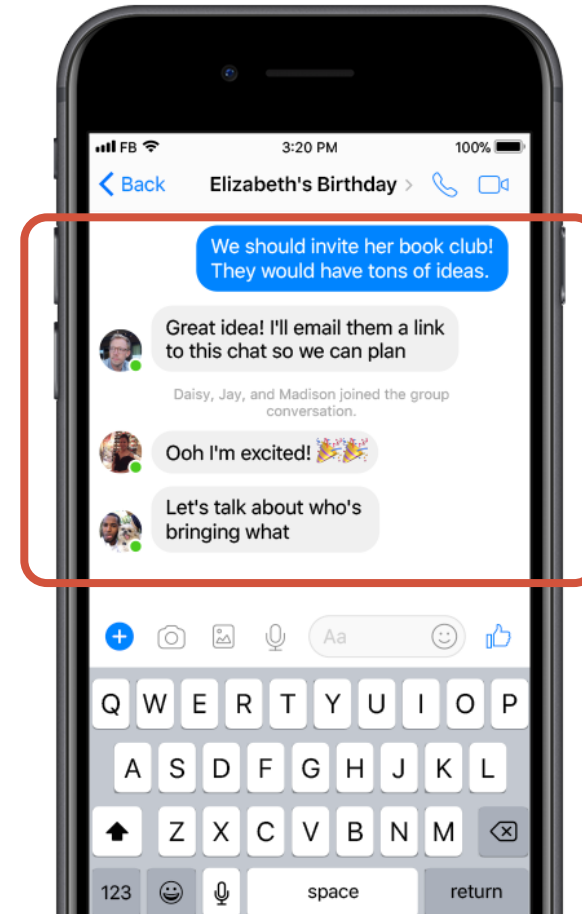 FB 3:20 PM 100%
Back Elizabeth's Birthday >
We should invite her book club!
They would have tons of ideas.
Great idea! I'll email them a link
to this chat so we can plan
Daisy, Jay, and Madison joined the group
conversation.
Ooh I'm excited! 🎉🎉
Let's talk about who's
bringing what
Aa
Q W E R T Y U I O P
A S D F G H J K L
Z X C V B N M
123 space return